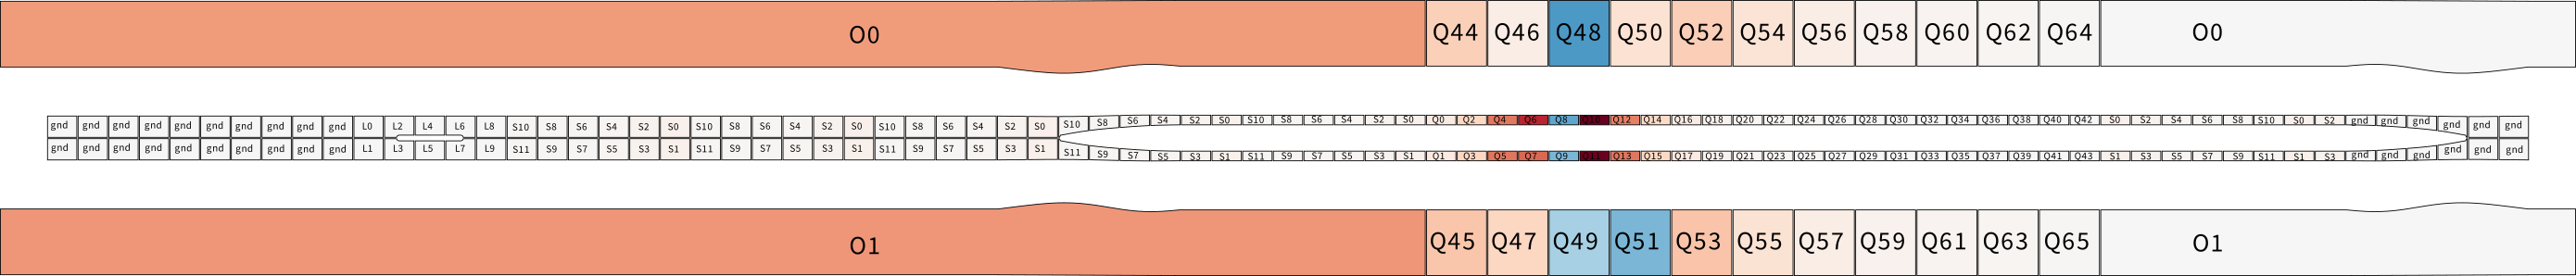 O0 Q44 Q46 Q48 Q50 Q52 Q54 Q56 Q58 Q60 Q62 Q64 O0
gnd gnd gnd gnd gnd gnd gnd gnd gnd gnd L0 L2 L4 L6 L8 S10 S8 S6 S4 S2 S0 S10 S8 S6 S4 S2 S0 S10 S8 S6 S4 S2 S0 S10 S8 S6 S4 S2 S0 S10 S8 S6 S4 S2 S0 Q0 Q2 Q4 Q6 Q8 Q10 Q12 Q14 Q16 Q18 Q20 Q22 Q24 Q26 Q28 Q30 Q32 Q34 Q36 Q38 Q40 Q42 S0 S2 S4 S6 S8 S10 S0 S2 gnd gnd gnd gnd gnd gnd
gnd gnd gnd gnd gnd gnd gnd gnd gnd gnd L1 L3 L5 L7 L9 S11 S9 S7 S5 S3 S1 S11 S9 S7 S5 S3 S1 S11 S9 S7 S5 S3 S1 S11 S9 S7 S5 S3 S1 S11 S9 S7 S5 S3 S1 Q1 Q3 Q5 Q7 Q9 Q11 Q13 Q15 Q17 Q19 Q21 Q23 Q25 Q27 Q29 Q31 Q33 Q35 Q37 Q39 Q41 Q43 S1 S3 S5 S7 S9 S11 S1 S3 gnd gnd gnd gnd gnd gnd
O1 Q45 Q47 Q49 Q51 Q53 Q55 Q57 Q59 Q61 Q63 Q65 O1